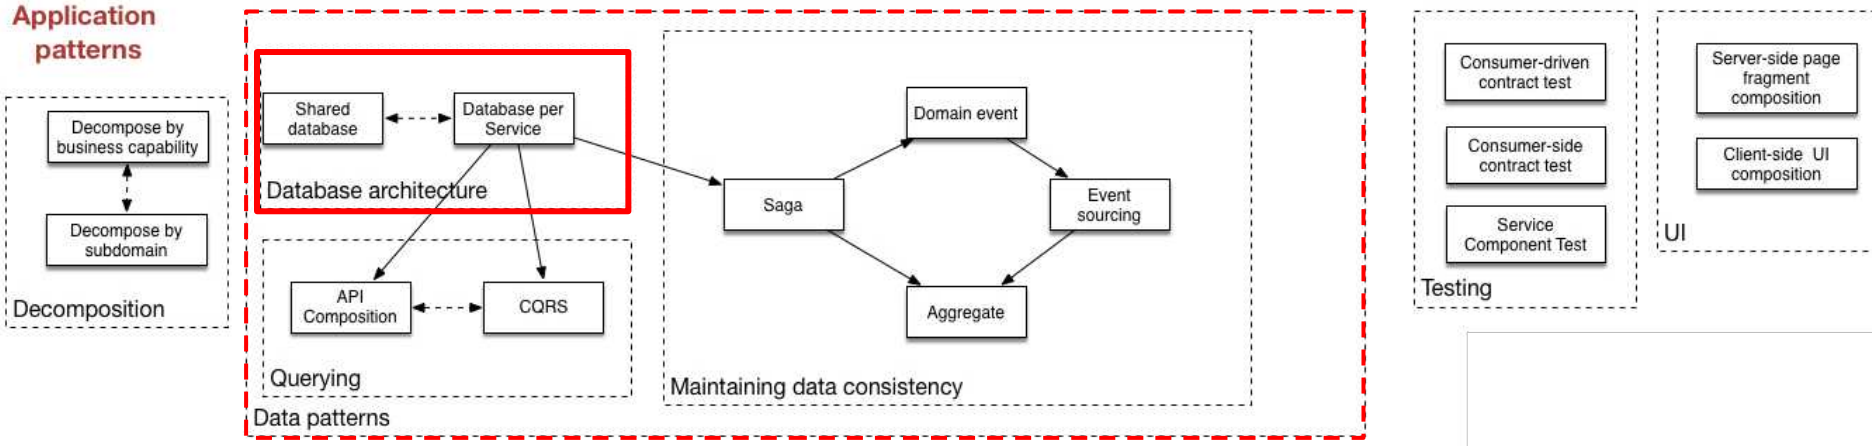 Application
patterns
Decompose by
business capability
Decompose by
subdomain
Decomposition
Shared
database
Database per
Service
Database architecture
API
Composition
CQRS
Querying
Data patterns
Domain event
Saga
Event
sourcing
Aggregate
Maintaining data consistency
Consumer-driven
contract test
Consumer-side
contract test
Service
Component Test
Testing
Server-side page
fragment
composition
Client-side UI
composition
UI